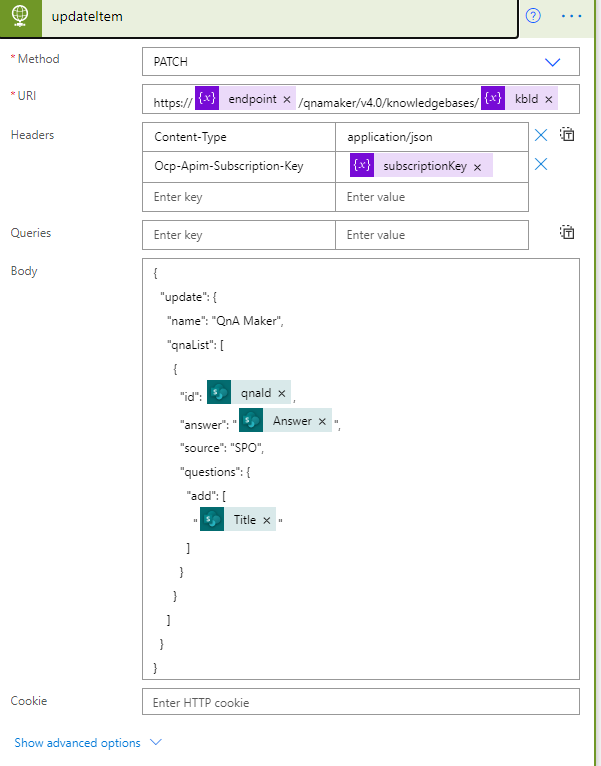 updateItem
* Method PATCH
* URI https:// {x} endpoint × /qnamaker/v4.0/knowledgebases/ {x} kbId ×
Headers Content-Type application/json
Ocp-Apim-Subscription-Key {x} subscriptionKey ×
Enter key Enter value
Queries Enter key Enter value
Body {
"update": {
"name": "QnA Maker",
"qnaList": [
{
"id": qnaId × ,
"answer": " Answer × ",
"source": "SPO",
"questions": {
"add": [
" Title × "
]
}
}
]
}
}
Cookie Enter HTTP cookie
Show advanced options